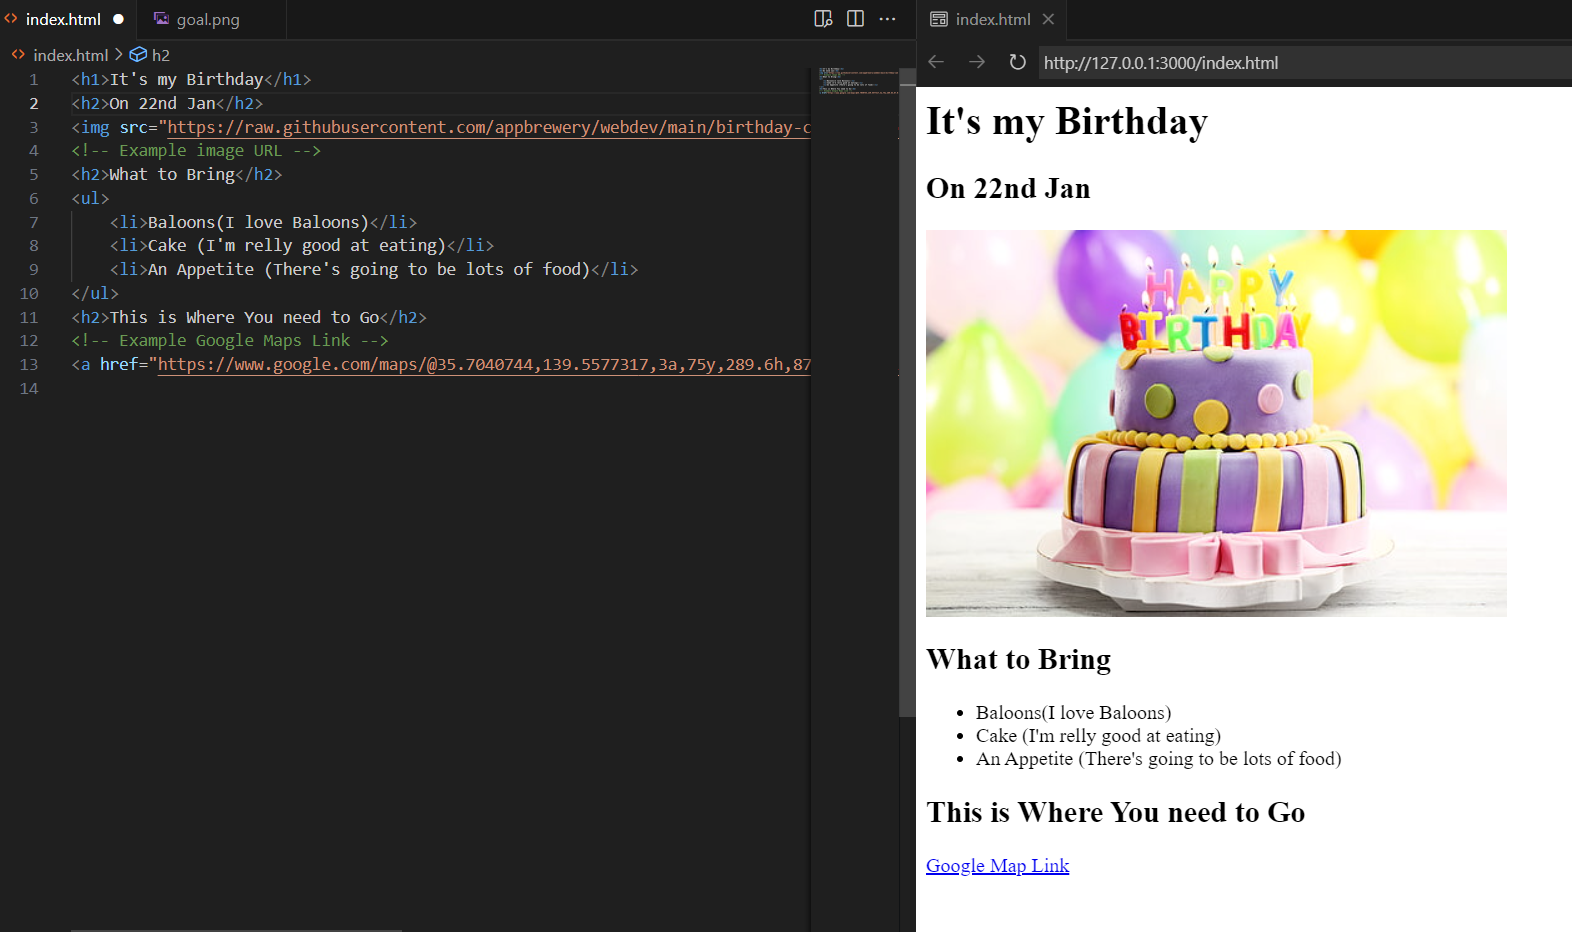 index.html
goal.png
index.html > h2
1 <h1>It's my Birthday</h1>
2 <h2>On 22nd Jan</h2>
3 <img src="https://raw.githubusercontent.com/appbrewery/webdev/main/birthday-c
4 <!-- Example image URL -->
5 <h2>What to Bring</h2>
6 <ul>
7 <li>Baloons(I love Baloons)</li>
8 <li>Cake (I'm relly good at eating)</li>
9 <li>An Appetite (There's going to be lots of food)</li>
10 </ul>
11 <h2>This is Where You need to Go</h2>
12 <!-- Example Google Maps Link -->
13 <a href="https://www.google.com/maps/@35.7040744,139.5577317,3a,75y,289.6h,87
14
index.html
http://127.0.0.1:3000/index.html
It's my Birthday
On 22nd Jan
HAPPY
BIRTHDAY
What to Bring
• Baloons(I love Baloons)
• Cake (I'm relly good at eating)
• An Appetite (There's going to be lots of food)
This is Where You need to Go
Google Map Link